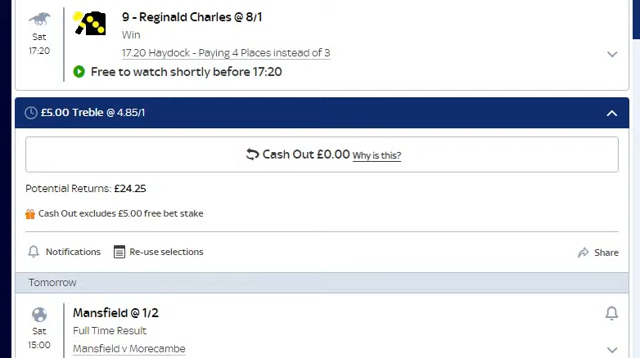 9 - Reginald Charles @ 8/1
Sat
17:20
Win
17.20 Haydock - Paying 4 Places instead of 3
Free to watch shortly before 17:20
£5.00 Treble @ 4.85/1
Cash Out £0.00 Why is this?
Potential Returns: £24.25
Cash Out excludes £5.00 free bet stake
Notifications Re-use selections Share
Tomorrow
Mansfield @ 1/2
Sat
15:00
Full Time Result
Mansfield v Morecambe